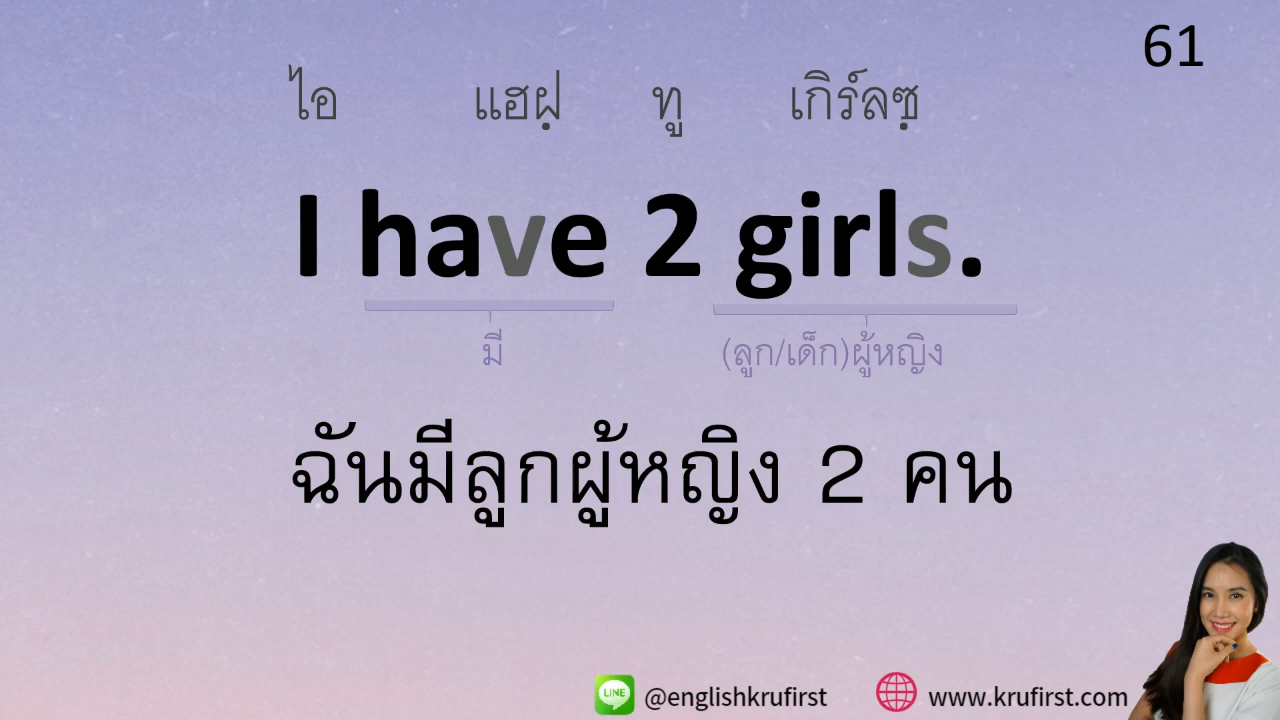 61
ไอ แฮฝฺ ทู เกิร์ลซฺ
I have 2 girls.
มี (ลูก/เด็ก)ผู้หญิง
ฉันมีลูกผู้หญิง 2 คน
LINE @englishkrufirst www.krufirst.com